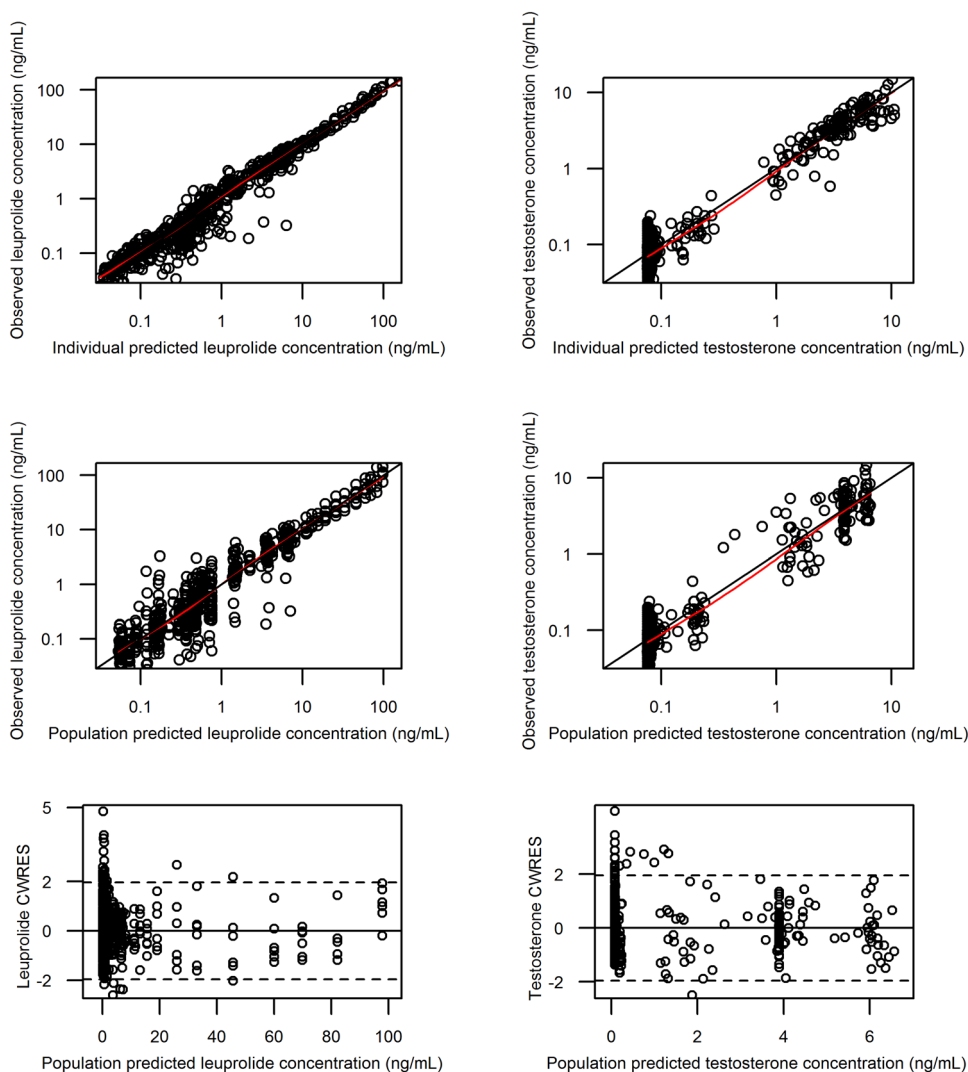 Observed leuprolide concentration (ng/mL)
100
10
1
0.1
0.1 1 10 100
Individual predicted leuprolide concentration (ng/mL)
Observed testosterone concentration (ng/mL)
10
1
0.1
0.1 1 10
Individual predicted testosterone concentration (ng/mL)
Observed leuprolide concentration (ng/mL)
100
10
1
0.1
0.1 1 10 100
Population predicted leuprolide concentration (ng/mL)
Observed testosterone concentration (ng/mL)
10
1
0.1
0.1 1 10
Population predicted testosterone concentration (ng/mL)
Leuprolide CWRES
5
2
0
-2
0 20 40 60 80 100
Population predicted leuprolide concentration (ng/mL)
Testosterone CWRES
2
0
-2
0 2 4 6
Population predicted testosterone concentration (ng/mL)